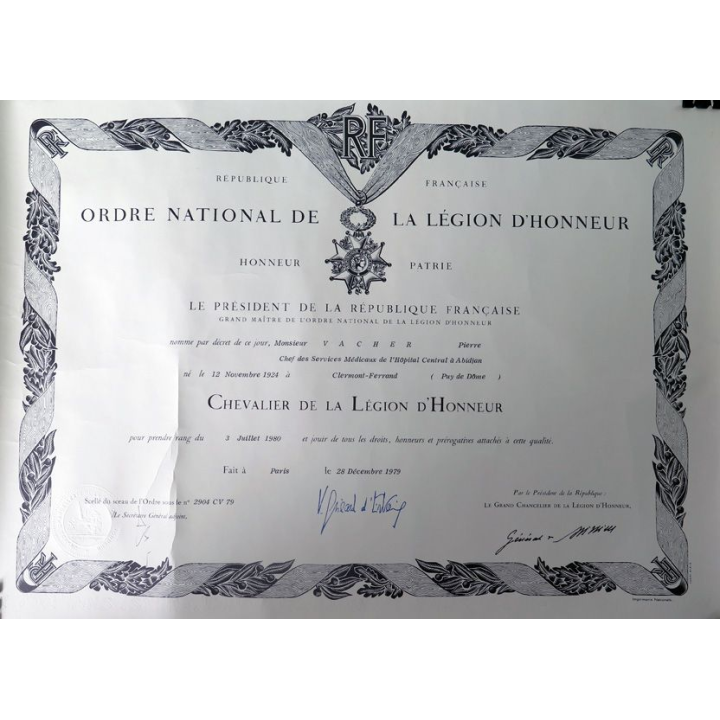 RF
RÉPUBLIQUE FRANÇAISE
ORDRE NATIONAL DE LA LÉGION D'HONNEUR
HONNEUR PATRIE
LE PRÉSIDENT DE LA RÉPUBLIQUE FRANÇAISE
GRAND MAÎTRE DE L'ORDRE NATIONAL DE LA LÉGION D'HONNEUR
nomme par décret de ce jour, Monsieur VACHER Pierre
Chef des Services Médicaux de l'Hôpital Central à Abidjan
né le 12 Novembre 1924 à Clermont-Ferrand ( Puy de Dôme )
CHEVALIER DE LA LÉGION D'HONNEUR
pour prendre rang du 3 Juillet 1980 et jouir de tous les droits, honneurs et prérogatives attachés à cette qualité.
Fait à Paris le 28 Décembre 1979
Scellé du sceau de l'Ordre sous le n° 2904 CV 79
Le Secrétaire Général
Par le Président de la République :
LE GRAND CHANCELIER DE LA LÉGION D'HONNEUR,
V. Giscard d'Estaing
Général
Imprimerie Nationale